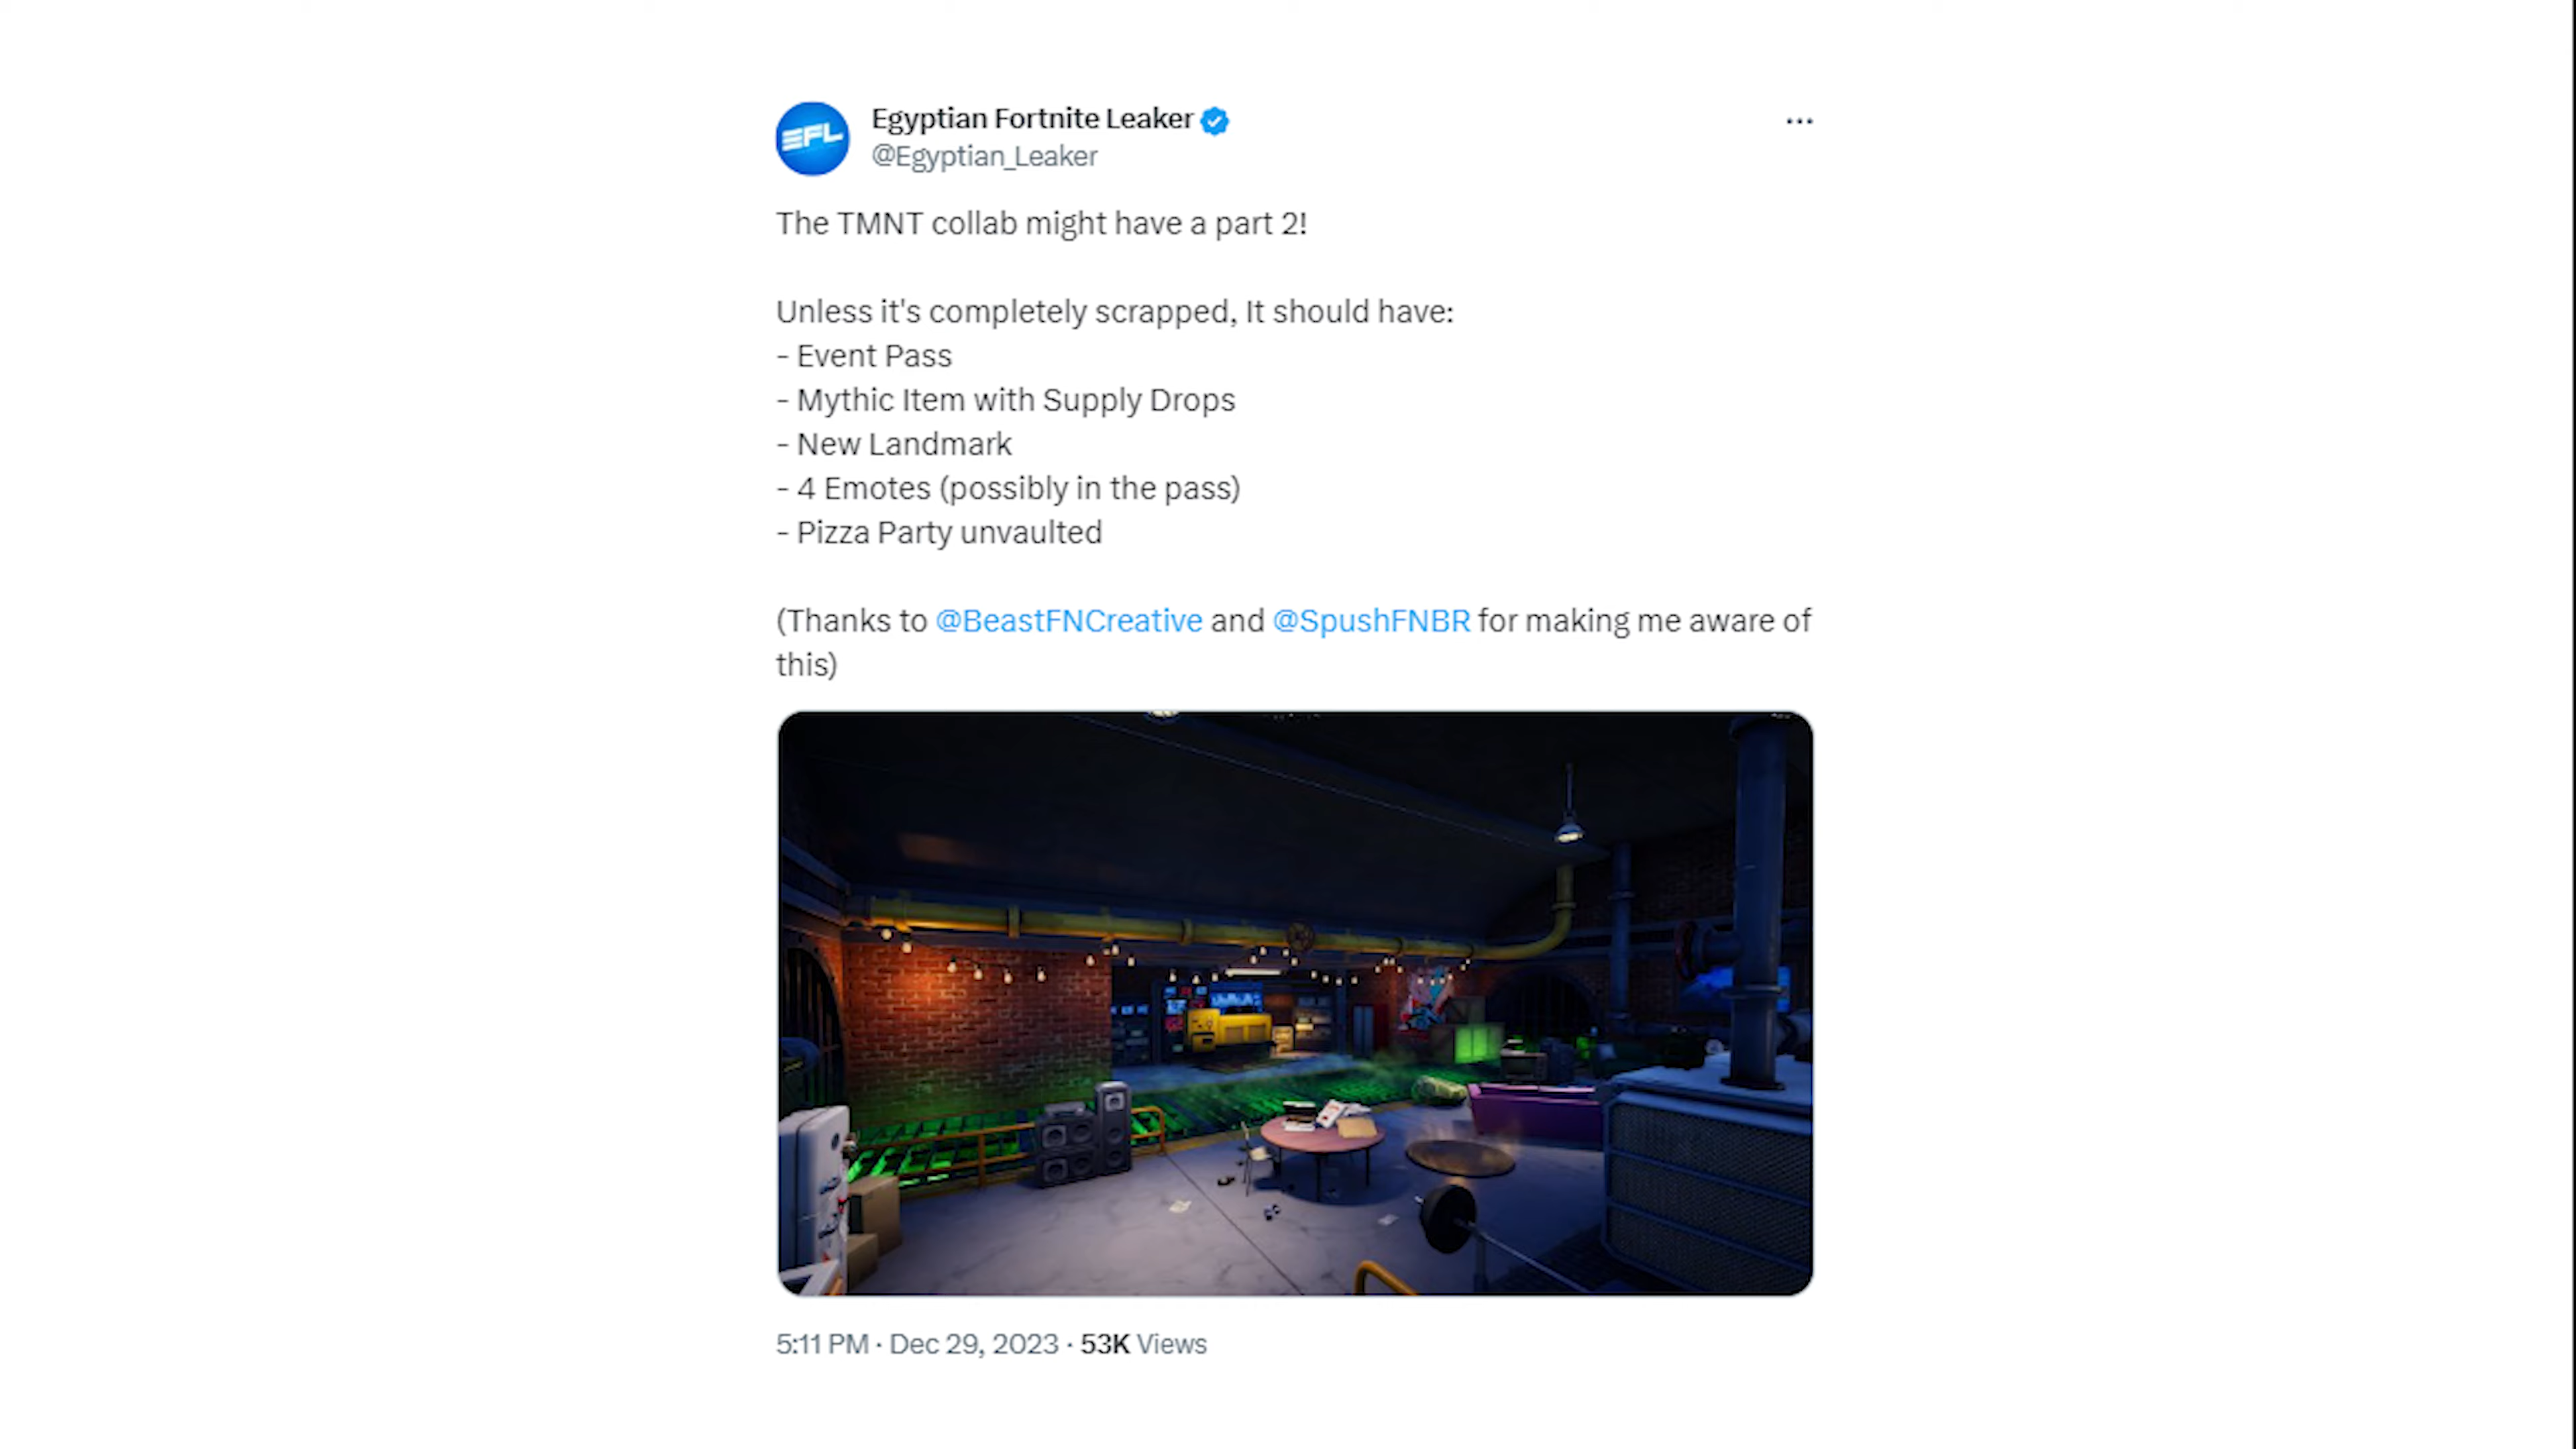 EFL
Egyptian Fortnite Leaker
@Egyptian_Leaker
The TMNT collab might have a part 2!
Unless it's completely scrapped, It should have:
- Event Pass
- Mythic Item with Supply Drops
- New Landmark
- 4 Emotes (possibly in the pass)
- Pizza Party unvaulted
(Thanks to @BeastFNCreative and @SpushFNBR for making me aware of
this)
5:11 PM · Dec 29, 2023 · 53K Views